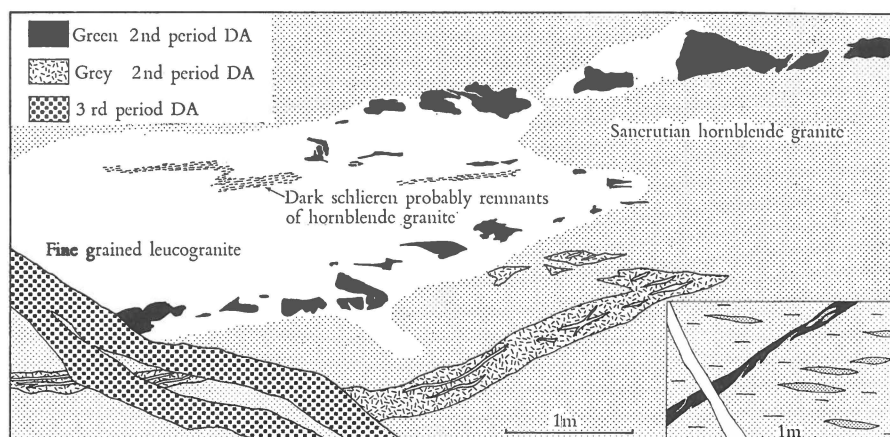 Green 2nd period DA
Grey 2nd period DA
3 rd period DA
Sanerutian hornblende granite
Dark schlieren probably remnants
of hornblende granite
Fine grained leucogranite
1m
1m